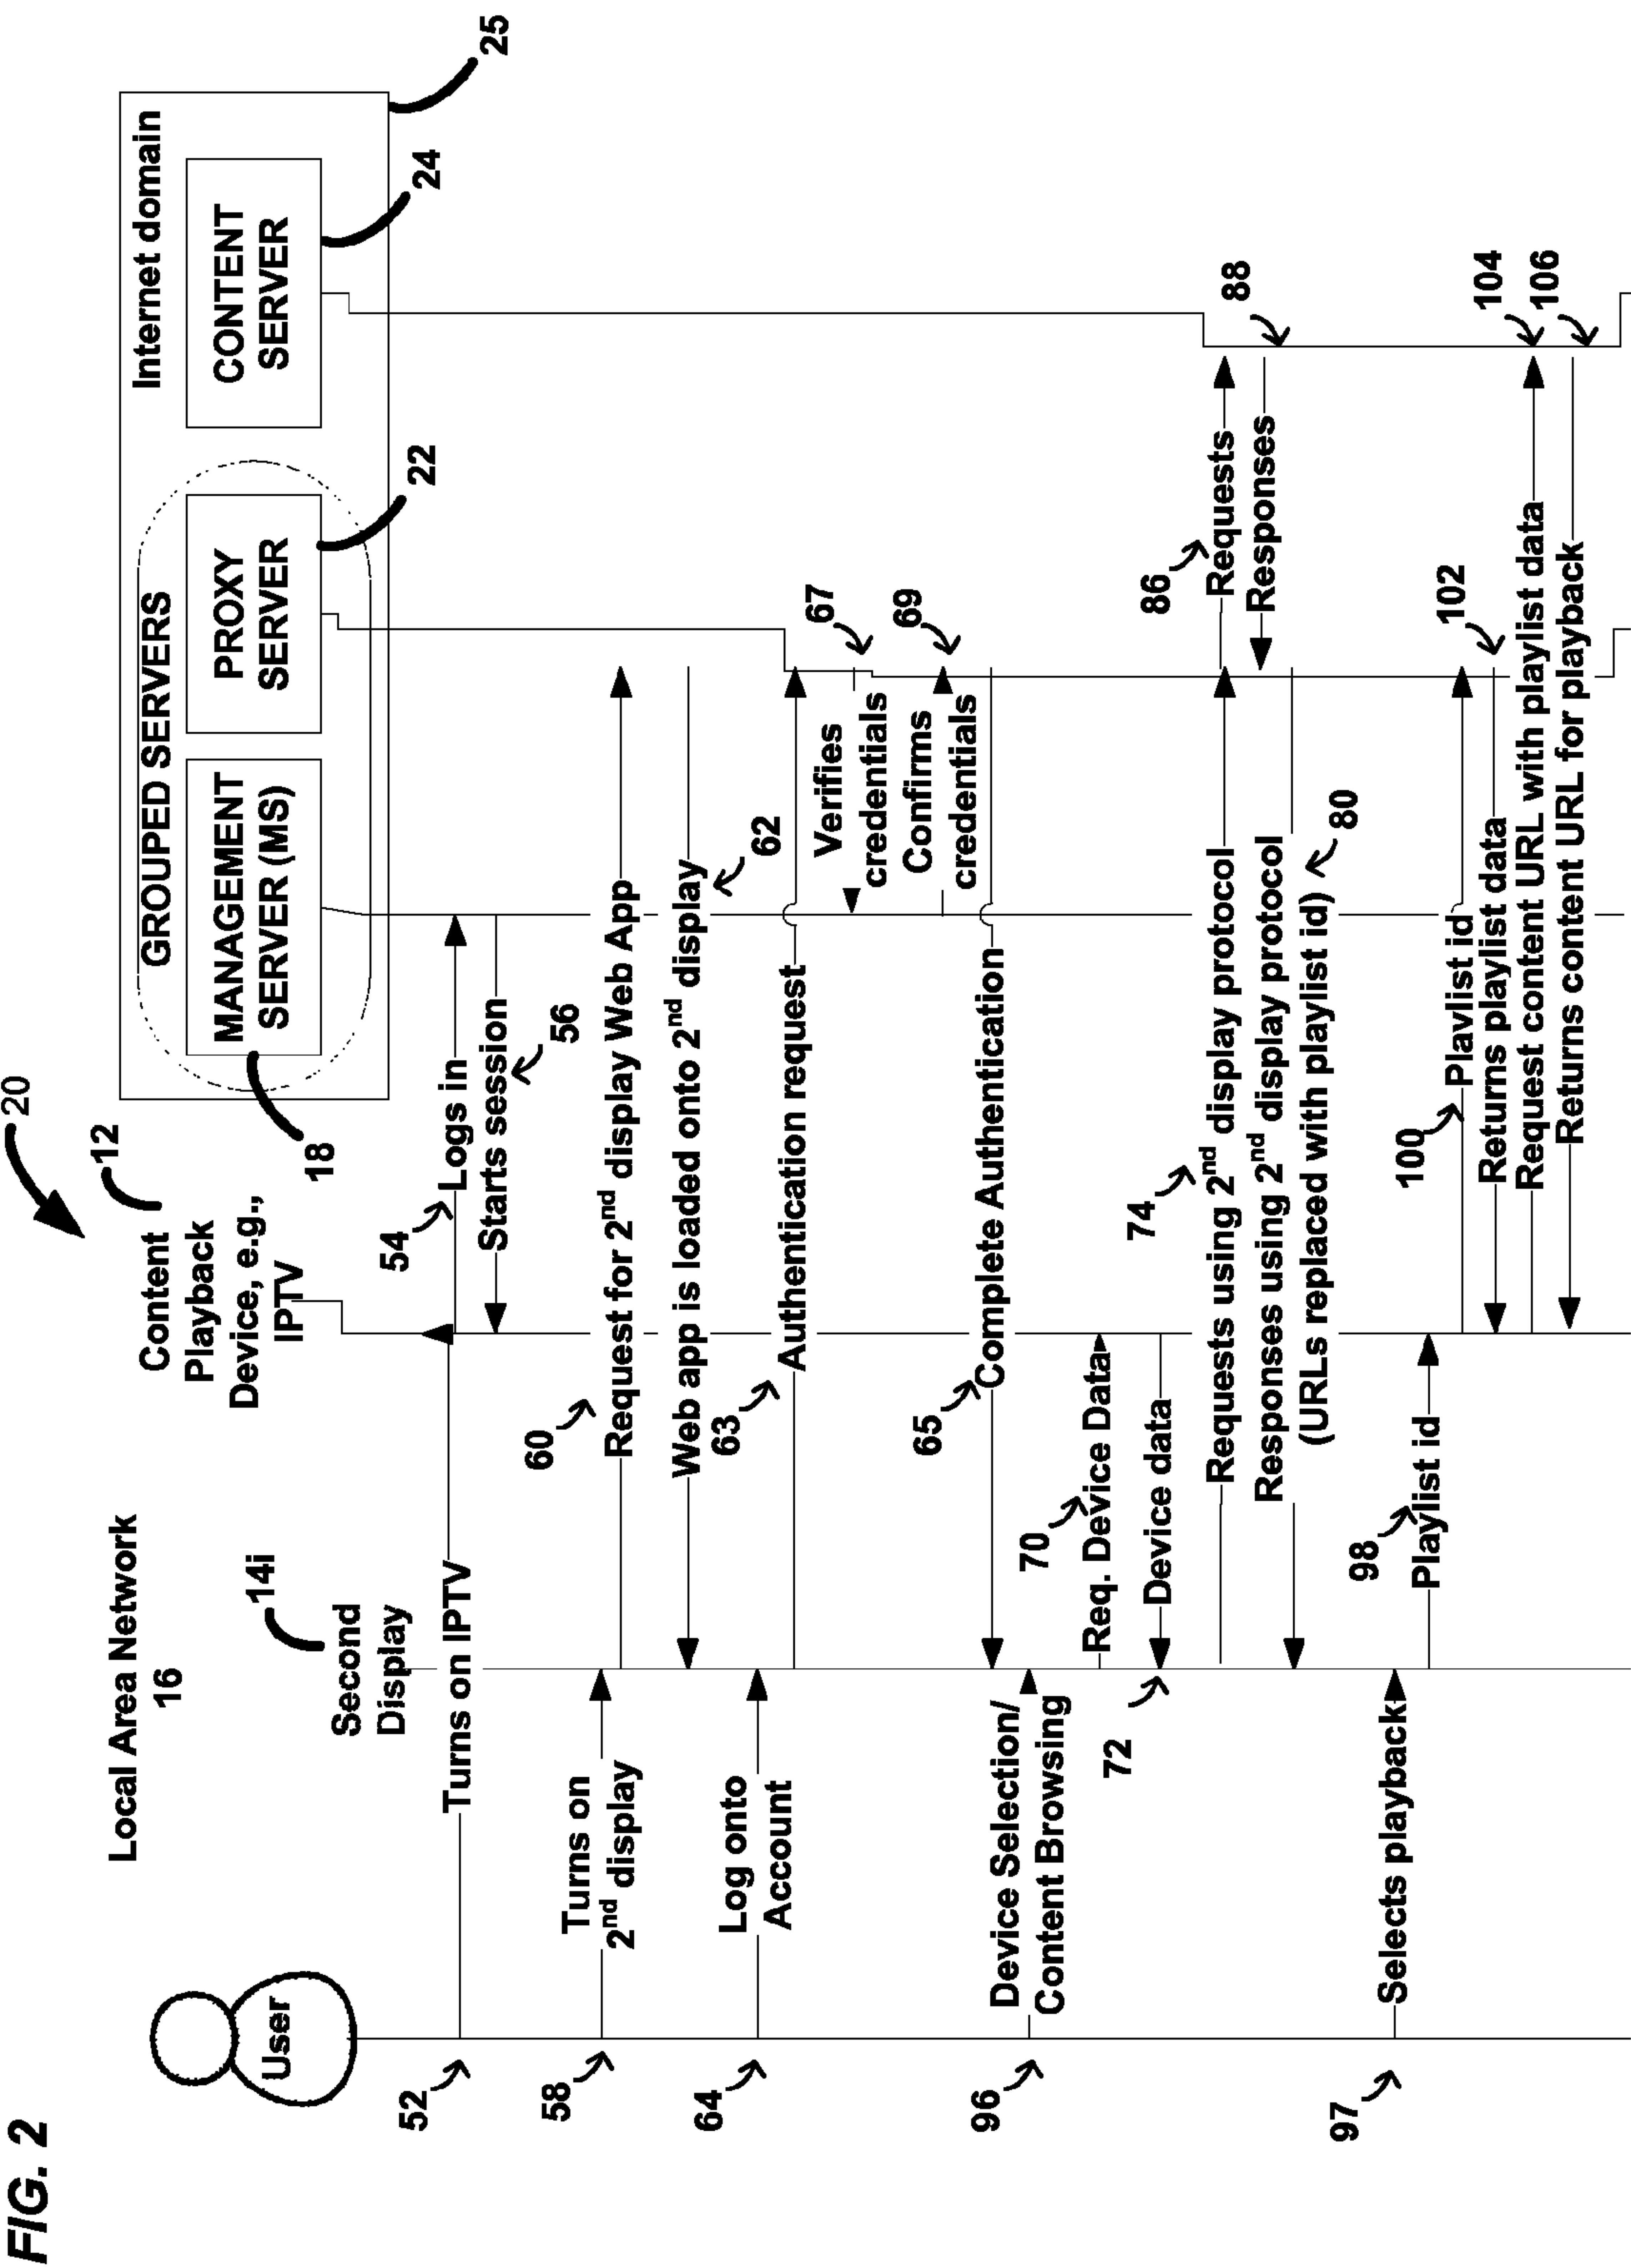 FIG. 2
20
Local Area Network
16
Internet domain
25
GROUPED SERVERS
MANAGEMENT
SERVER (MS)
18
PROXY
SERVER
22
CONTENT
SERVER
24
Content
Playback
Device, e.g.,
IPTV
12
Second
Display
14i
User
52
Turns on IPTV
54
Logs in
Starts session
56
58
Turns on
2nd display
60
Request for 2nd display Web App
Web app is loaded onto 2nd display
62
64
Log onto
Account
63
Authentication request
67
Verifies
credentials
69
Confirms
credentials
65
Complete Authentication
96
Device Selection/
Content Browsing
70
Req. Device Data
Device data
72
74
Requests using 2nd display protocol
86
Requests
Responses
88
Responses using 2nd display protocol
(URLs replaced with playlist id)
80
97
Selects playback
98
Playlist id
100
Playlist id
102
Returns playlist data
104
Request content URL with playlist data
106
Returns content URL for playback